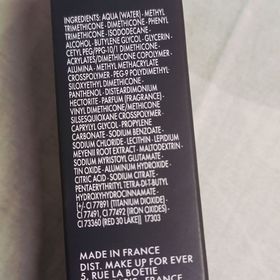 INGREDIENTS: AQUA (WATER) - METHYL
TRIMETHICONE - DIMETHICONE - PHENYL
TRIMETHICONE - ISODODECANE -
ALCOHOL - BUTYLENE GLYCOL - GLYCERIN -
CETYL PEG/PPG-10/1 DIMETHICONE -
ACRYLATES/DIMETHICONE COPOLYMER -
ALUMINA - METHYL METHACRYLATE
CROSSPOLYMER - PEG-9 POLYDIMETHYL-
SILOXYETHYL DIMETHICONE -
PANTHENOL - DISTEARDIMONIUM
HECTORITE - PARFUM (FRAGRANCE) -
VINYL DIMETHICONE/METHICONE
SILSESQUIOXANE CROSSPOLYMER -
CAPRYLYL GLYCOL - PROPYLENE
CARBONATE - SODIUM BENZOATE -
SODIUM CHLORIDE - LECITHIN - LEPIDIUM
MEYENII ROOT EXTRACT - MALTODEXTRIN -
SODIUM MYRISTOYL GLUTAMATE -
TIN OXIDE - ALUMINUM HYDROXIDE -
CITRIC ACID - SODIUM CITRATE -
PENTAERYTHRITYL TETRA-DI-T-BUTYL
HYDROXYHYDROCINNAMATE -
[+/- CI 77891 (TITANIUM DIOXIDE)
CI 77491, CI 77492 (IRON OXIDES) -
CI 73360 (RED 30 LAKE)] 17303
MADE IN FRANCE
DIST. MAKE UP FOR EVER
5, RUE LA BOETIE
FRANCE